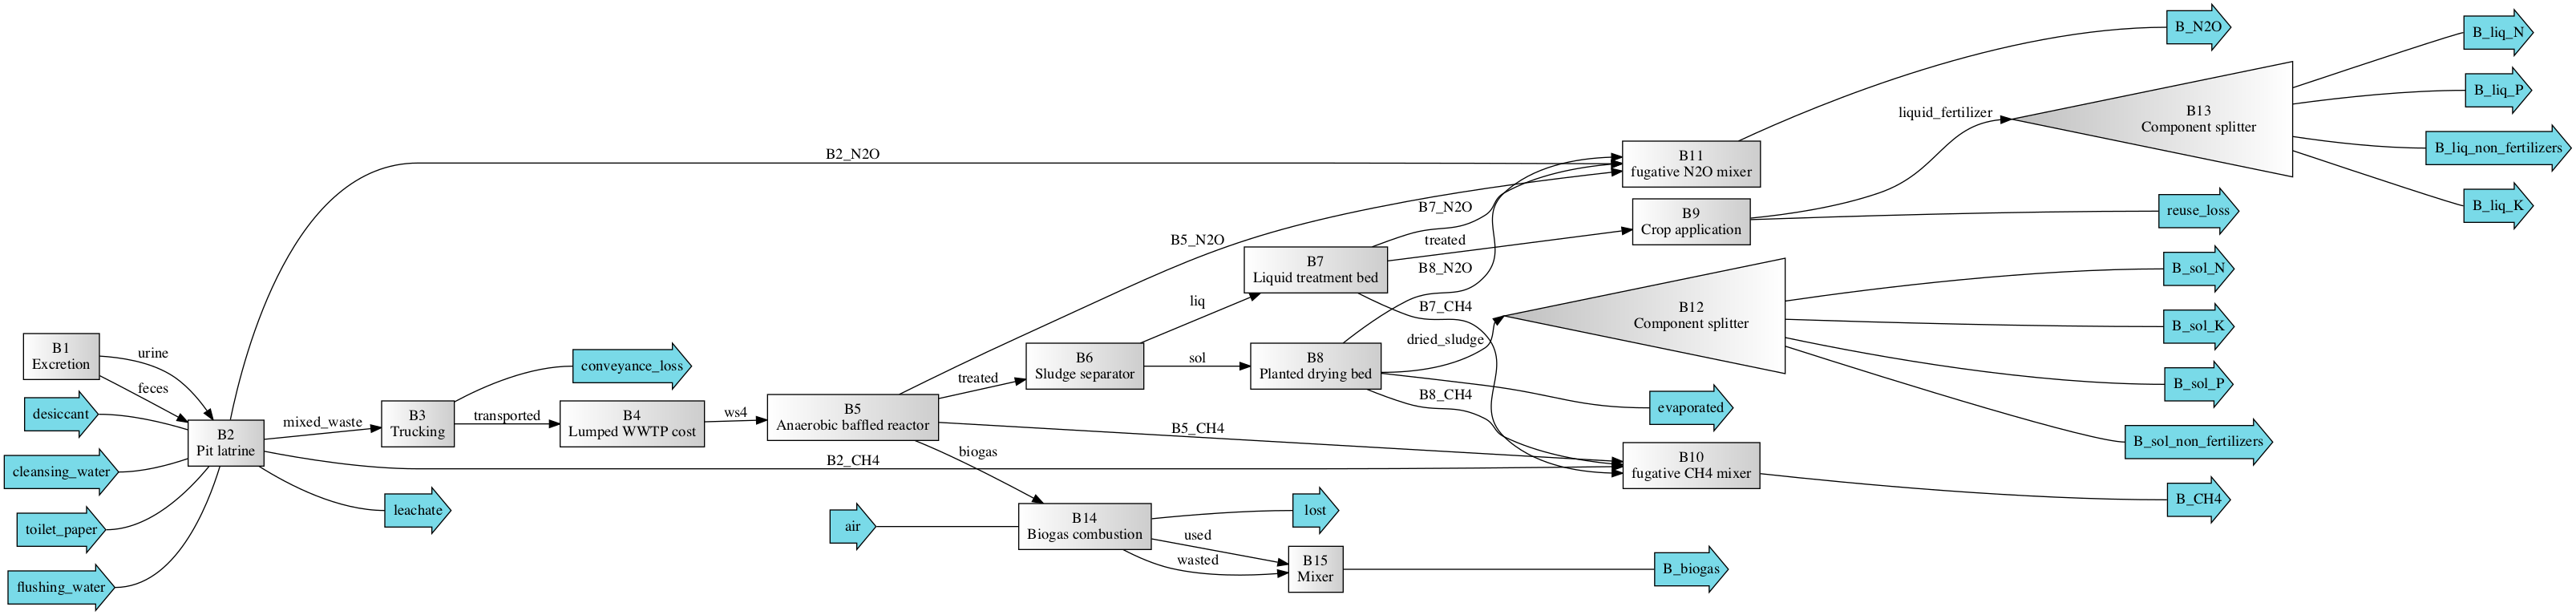 B1
Excretion
urine
feces
desiccant
cleansing_water
toilet_paper
flushing_water
B2
Pit latrine
mixed_waste
B2_N2O
B2_CH4
leachate
B3
Trucking
conveyance_loss
transported
B4
Lumped WWTP cost
ws4
B5
Anaerobic baffled reactor
B5_N2O
treated
B5_CH4
biogas
air
B6
Sludge separator
liq
sol
B14
Biogas combustion
lost
used
wasted
B15
Mixer
B_biogas
B7
Liquid treatment bed
B7_N2O
treated
B7_CH4
B8
Planted drying bed
B8_N2O
dried_sludge
B8_CH4
evaporated
B11
fugative N2O mixer
B_N2O
B9
Crop application
liquid_fertilizer
reuse_loss
B13
Component splitter
B_liq_N
B_liq_P
B_liq_non_fertilizers
B_liq_K
B12
Component splitter
B_sol_N
B_sol_K
B_sol_P
B_sol_non_fertilizers
B10
fugative CH4 mixer
B_CH4